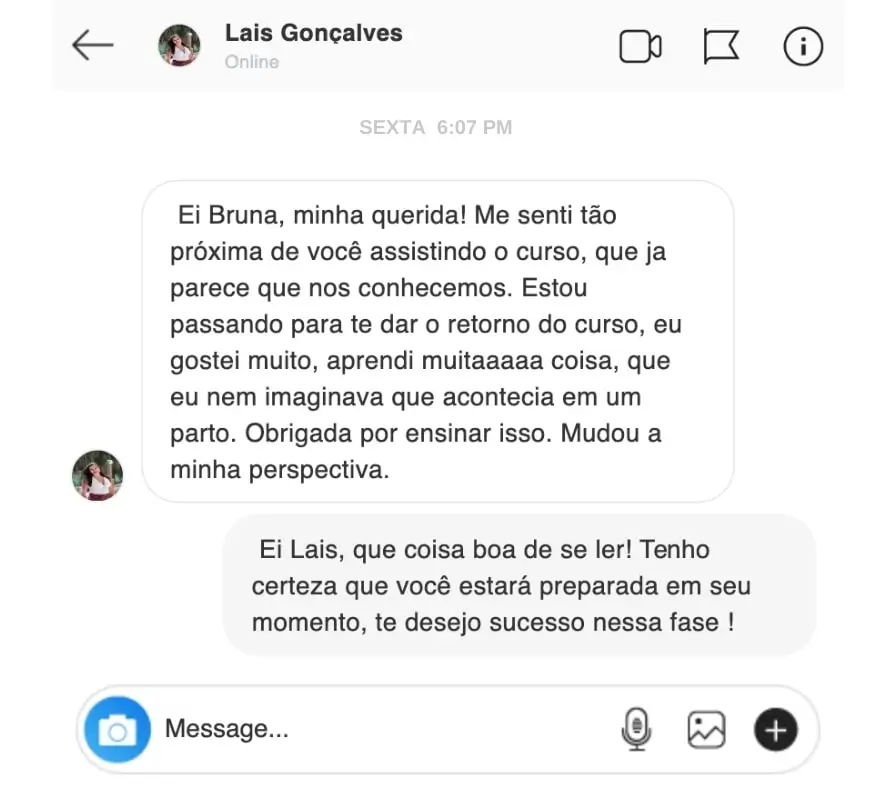 Lais Gonçalves
Online
SEXTA 6:07 PM
Ei Bruna, minha querida! Me senti tão
próxima de você assistindo o curso, que ja
parece que nos conhecemos. Estou
passando para te dar o retorno do curso, eu
gostei muito, aprendi muitaaaaa coisa, que
eu nem imaginava que acontecia em um
parto. Obrigada por ensinar isso. Mudou a
minha perspectiva.
Ei Lais, que coisa boa de se ler! Tenho
certeza que você estará preparada em seu
momento, te desejo sucesso nessa fase !
Message...